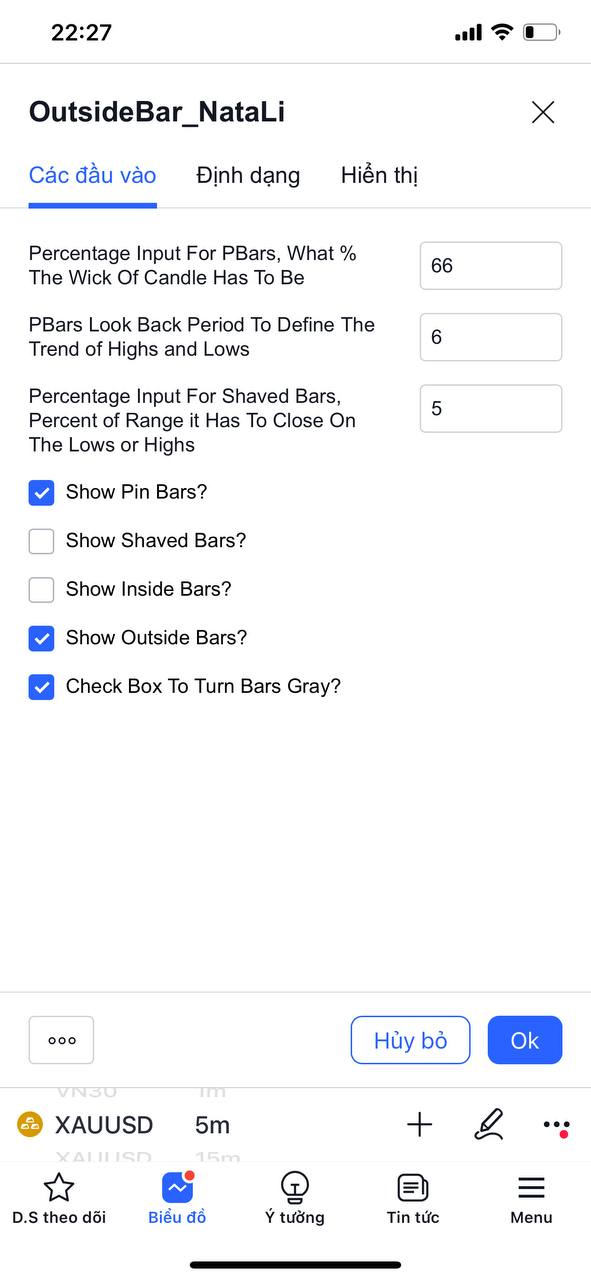 22:27
OutsideBar_NataLi
Các đầu vào Định dạng Hiển thị
Percentage Input For PBars, What %
The Wick Of Candle Has To Be
66
PBars Look Back Period To Define The
Trend of Highs and Lows
6
Percentage Input For Shaved Bars,
Percent of Range it Has To Close On
The Lows or Highs
5
Show Pin Bars?
Show Shaved Bars?
Show Inside Bars?
Show Outside Bars?
Check Box To Turn Bars Gray?
Hủy bỏ Ok
VN30 1m
XAUUSD 5m
XAUUSD 15m
D.S theo dõi Biểu đồ Ý tưởng Tin tức Menu